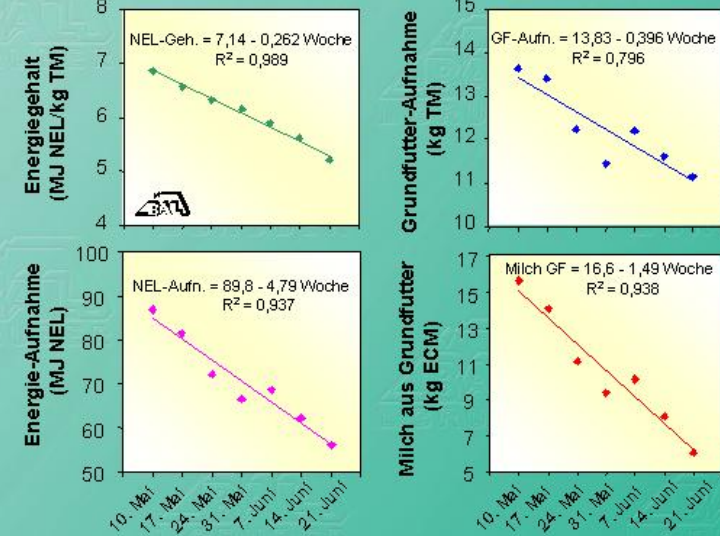 Energiegehalt
(MJ NEL/kg TM)
8
7
6
5
4
NEL-Geh. = 7,14 - 0,262 Woche
R² = 0,989
BAL
Grundfutter-Aufnahme
(kg TM)
15
14
13
12
11
10
GF-Aufn. = 13,83 - 0,396 Woche
R² = 0,796
Energie-Aufnahme
(MJ NEL)
100
90
80
70
60
50
NEL-Aufn. = 89,8 - 4,79 Woche
R² = 0,937
10. Mai
17. Mai
24. Mai
31. Mai
7. Juni
14. Juni
21. Juni
Milch aus Grundfutter
(kg ECM)
17
15
13
11
9
7
5
Milch GF = 16,6 - 1,49 Woche
R² = 0,938
10. Mai
17. Mai
24. Mai
31. Mai
7. Juni
14. Juni
21. Juni